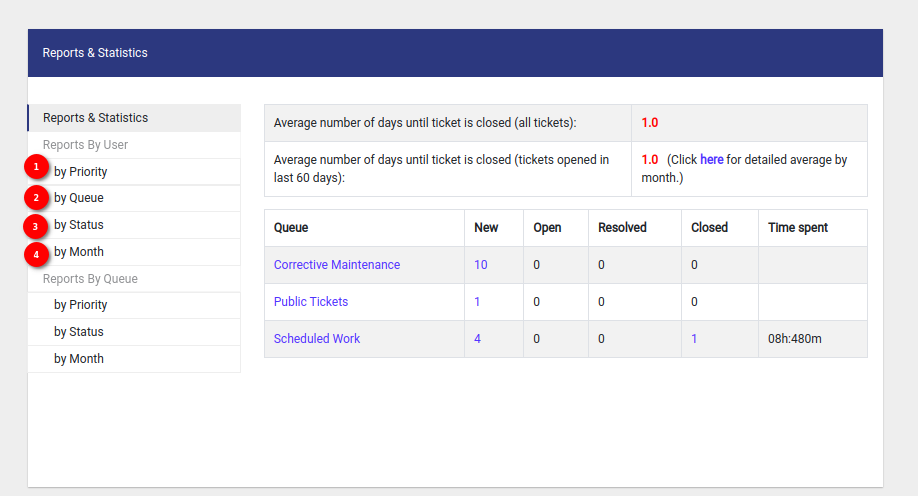 Reports & Statistics
Reports & Statistics
Reports By User
1 by Priority
2 by Queue
3 by Status
4 by Month
Reports By Queue
by Priority
by Status
by Month
Average number of days until ticket is closed (all tickets): 1.0
Average number of days until ticket is closed (tickets opened in
last 60 days):
1.0 (Click here for detailed average by
month.)
Queue New Open Resolved Closed Time spent
Corrective Maintenance 10 0 0 0
Public Tickets 1 0 0 0
Scheduled Work 4 0 0 1 08h:480m